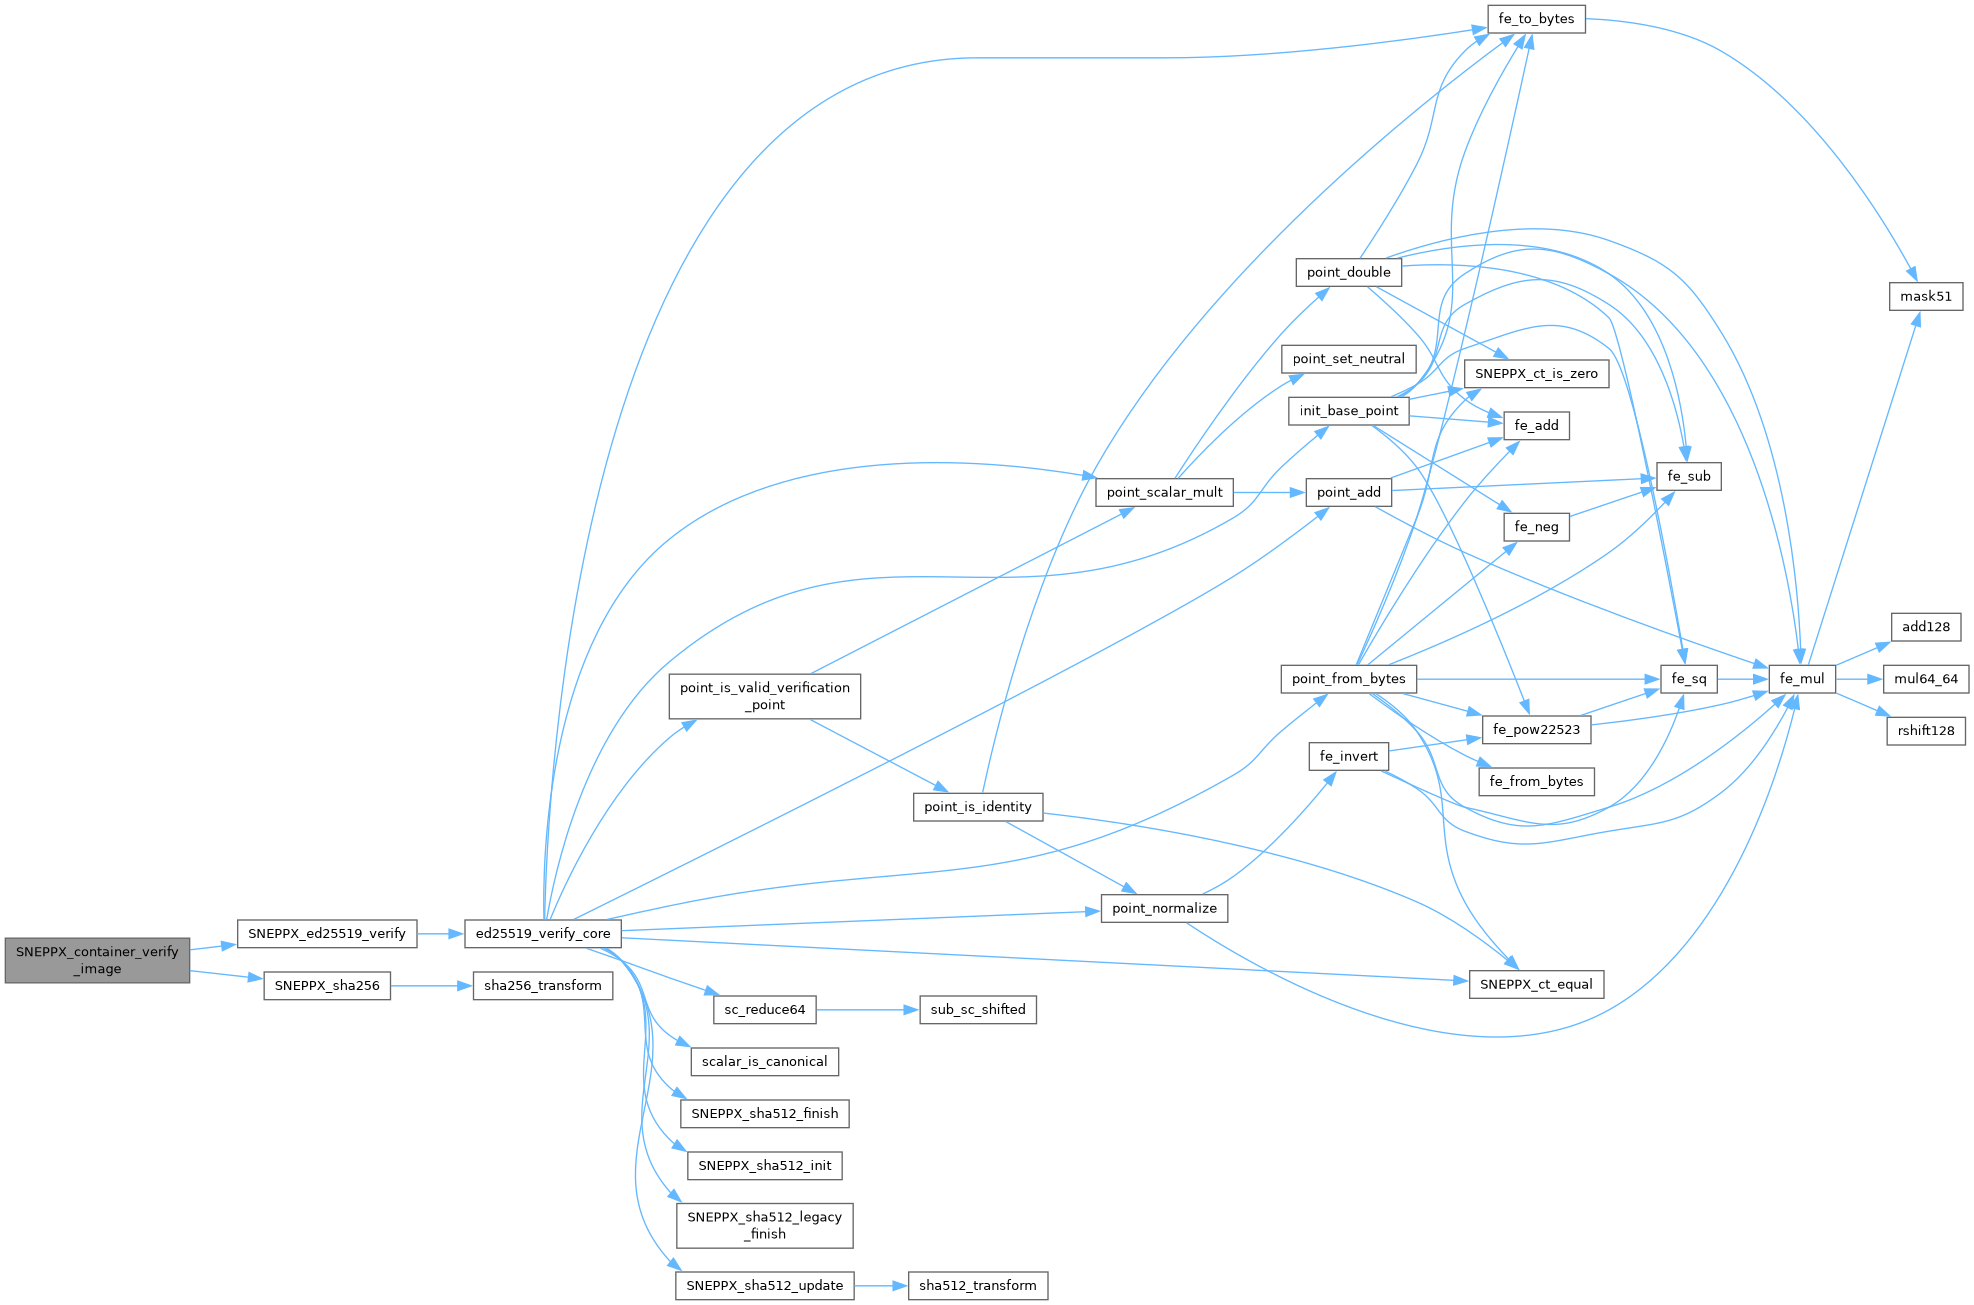 SNEPPX_container_verify
_image
SNEPPX_ed25519_verify
SNEPPX_sha256
ed25519_verify_core
sha256_transform
point_is_valid_verification
_point
sc_reduce64
scalar_is_canonical
SNEPPX_sha512_finish
SNEPPX_sha512_init
SNEPPX_sha512_legacy
_finish
SNEPPX_sha512_update
point_is_identity
sub_sc_shifted
sha512_transform
point_scalar_mult
point_normalize
point_double
point_set_neutral
init_base_point
point_add
point_from_bytes
fe_invert
fe_to_bytes
SNEPPX_ct_is_zero
fe_add
fe_neg
fe_pow22523
fe_from_bytes
SNEPPX_ct_equal
fe_sub
fe_sq
fe_mul
mask51
add128
mul64_64
rshift128